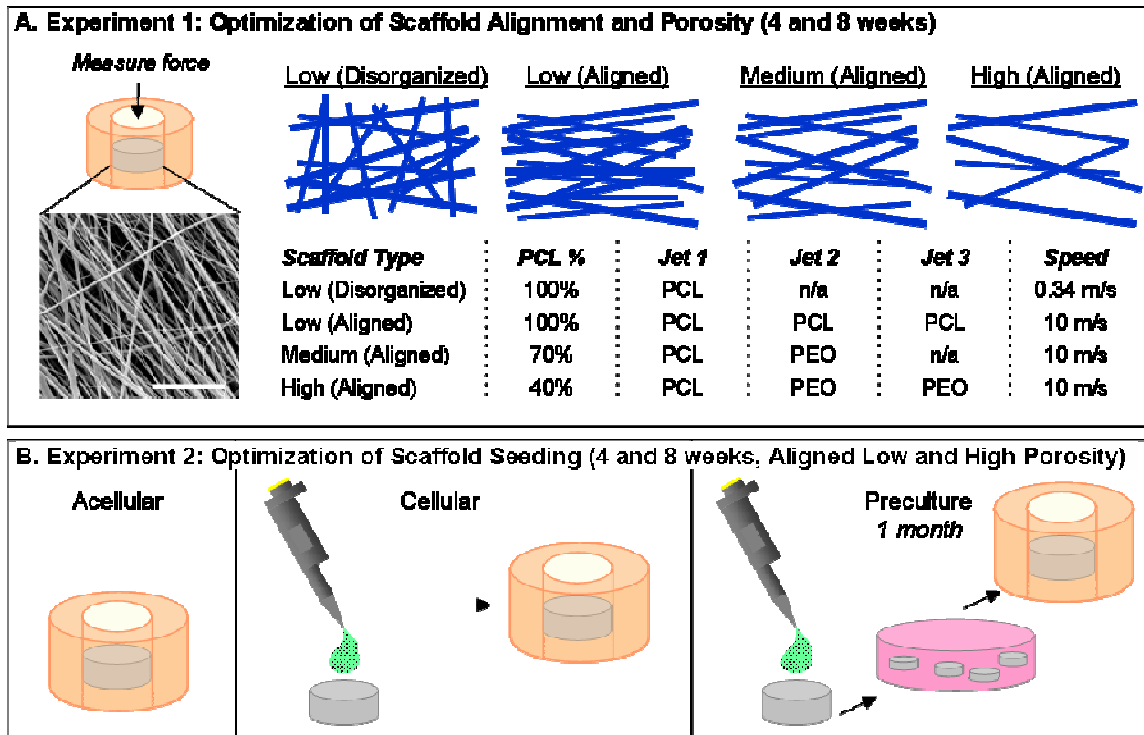 A. Experiment 1: Optimization of Scaffold Alignment and Porosity (4 and 8 weeks)
Measure force
Low (Disorganized) Low (Aligned) Medium (Aligned) High (Aligned)
Scaffold Type PCL % Jet 1 Jet 2 Jet 3 Speed
Low (Disorganized) 100% PCL n/a n/a 0.34 m/s
Low (Aligned) 100% PCL PCL PCL 10 m/s
Medium (Aligned) 70% PCL PEO n/a 10 m/s
High (Aligned) 40% PCL PEO PEO 10 m/s
B. Experiment 2: Optimization of Scaffold Seeding (4 and 8 weeks, Aligned Low and High Porosity)
Acellular
Cellular
Preculture
1 month